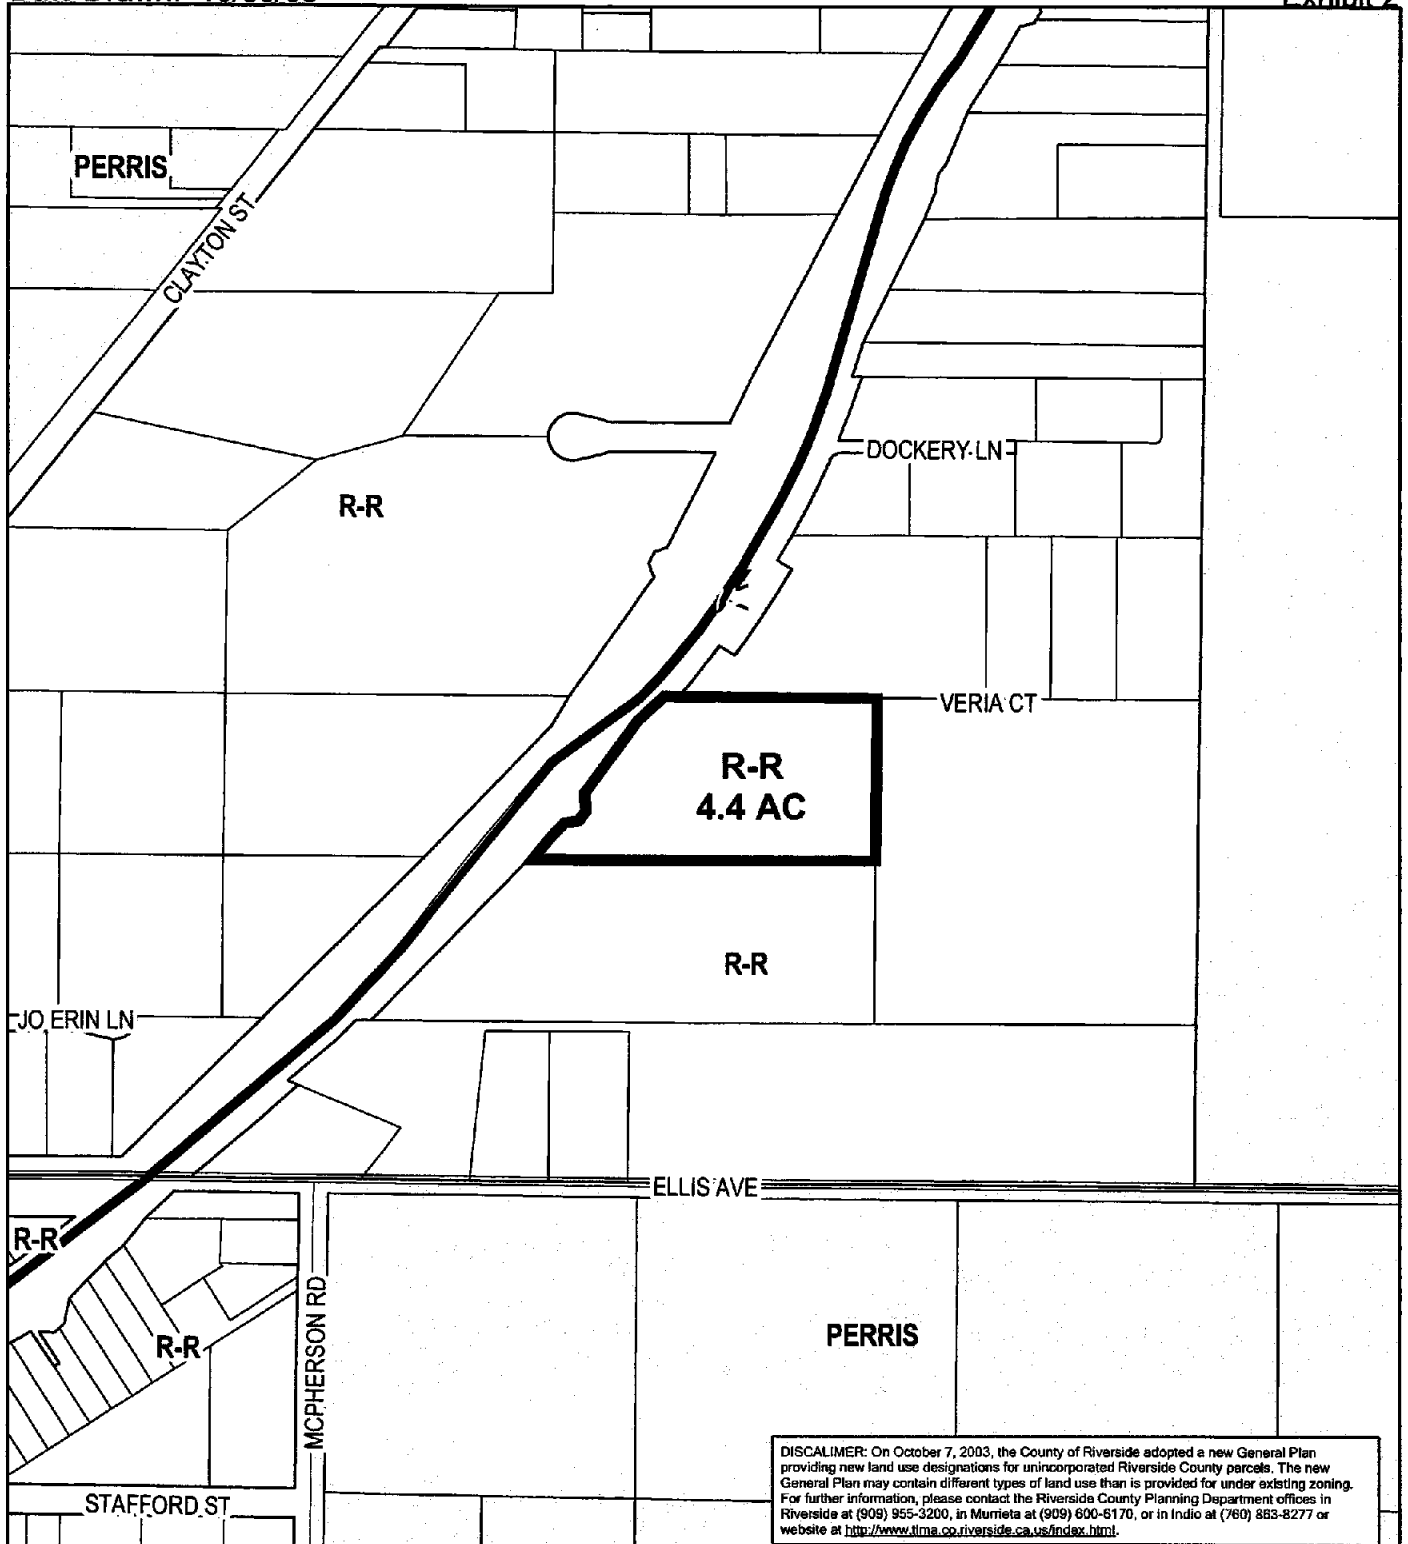 PERRIS
CLAYTON ST
DOCKERY LN
R-R
VERIA CT
R-R
4.4 AC
R-R
JO ERIN LN
ELLIS AVE
R-R
MCPHERSON RD
R-R
PERRIS
STAFFORD ST
DISCALIMER: On October 7, 2003, the County of Riverside adopted a new General Plan
providing new land use designations for unincorporated Riverside County parcels. The new
General Plan may contain different types of land use than is provided for under existing zoning.
For further information, please contact the Riverside County Planning Department offices in
Riverside at (909) 955-3200, in Murrieta at (909) 600-6170, or in Indio at (760) 863-8277 or
website at http://www.tlma.co.riverside.ca.us/index.html.